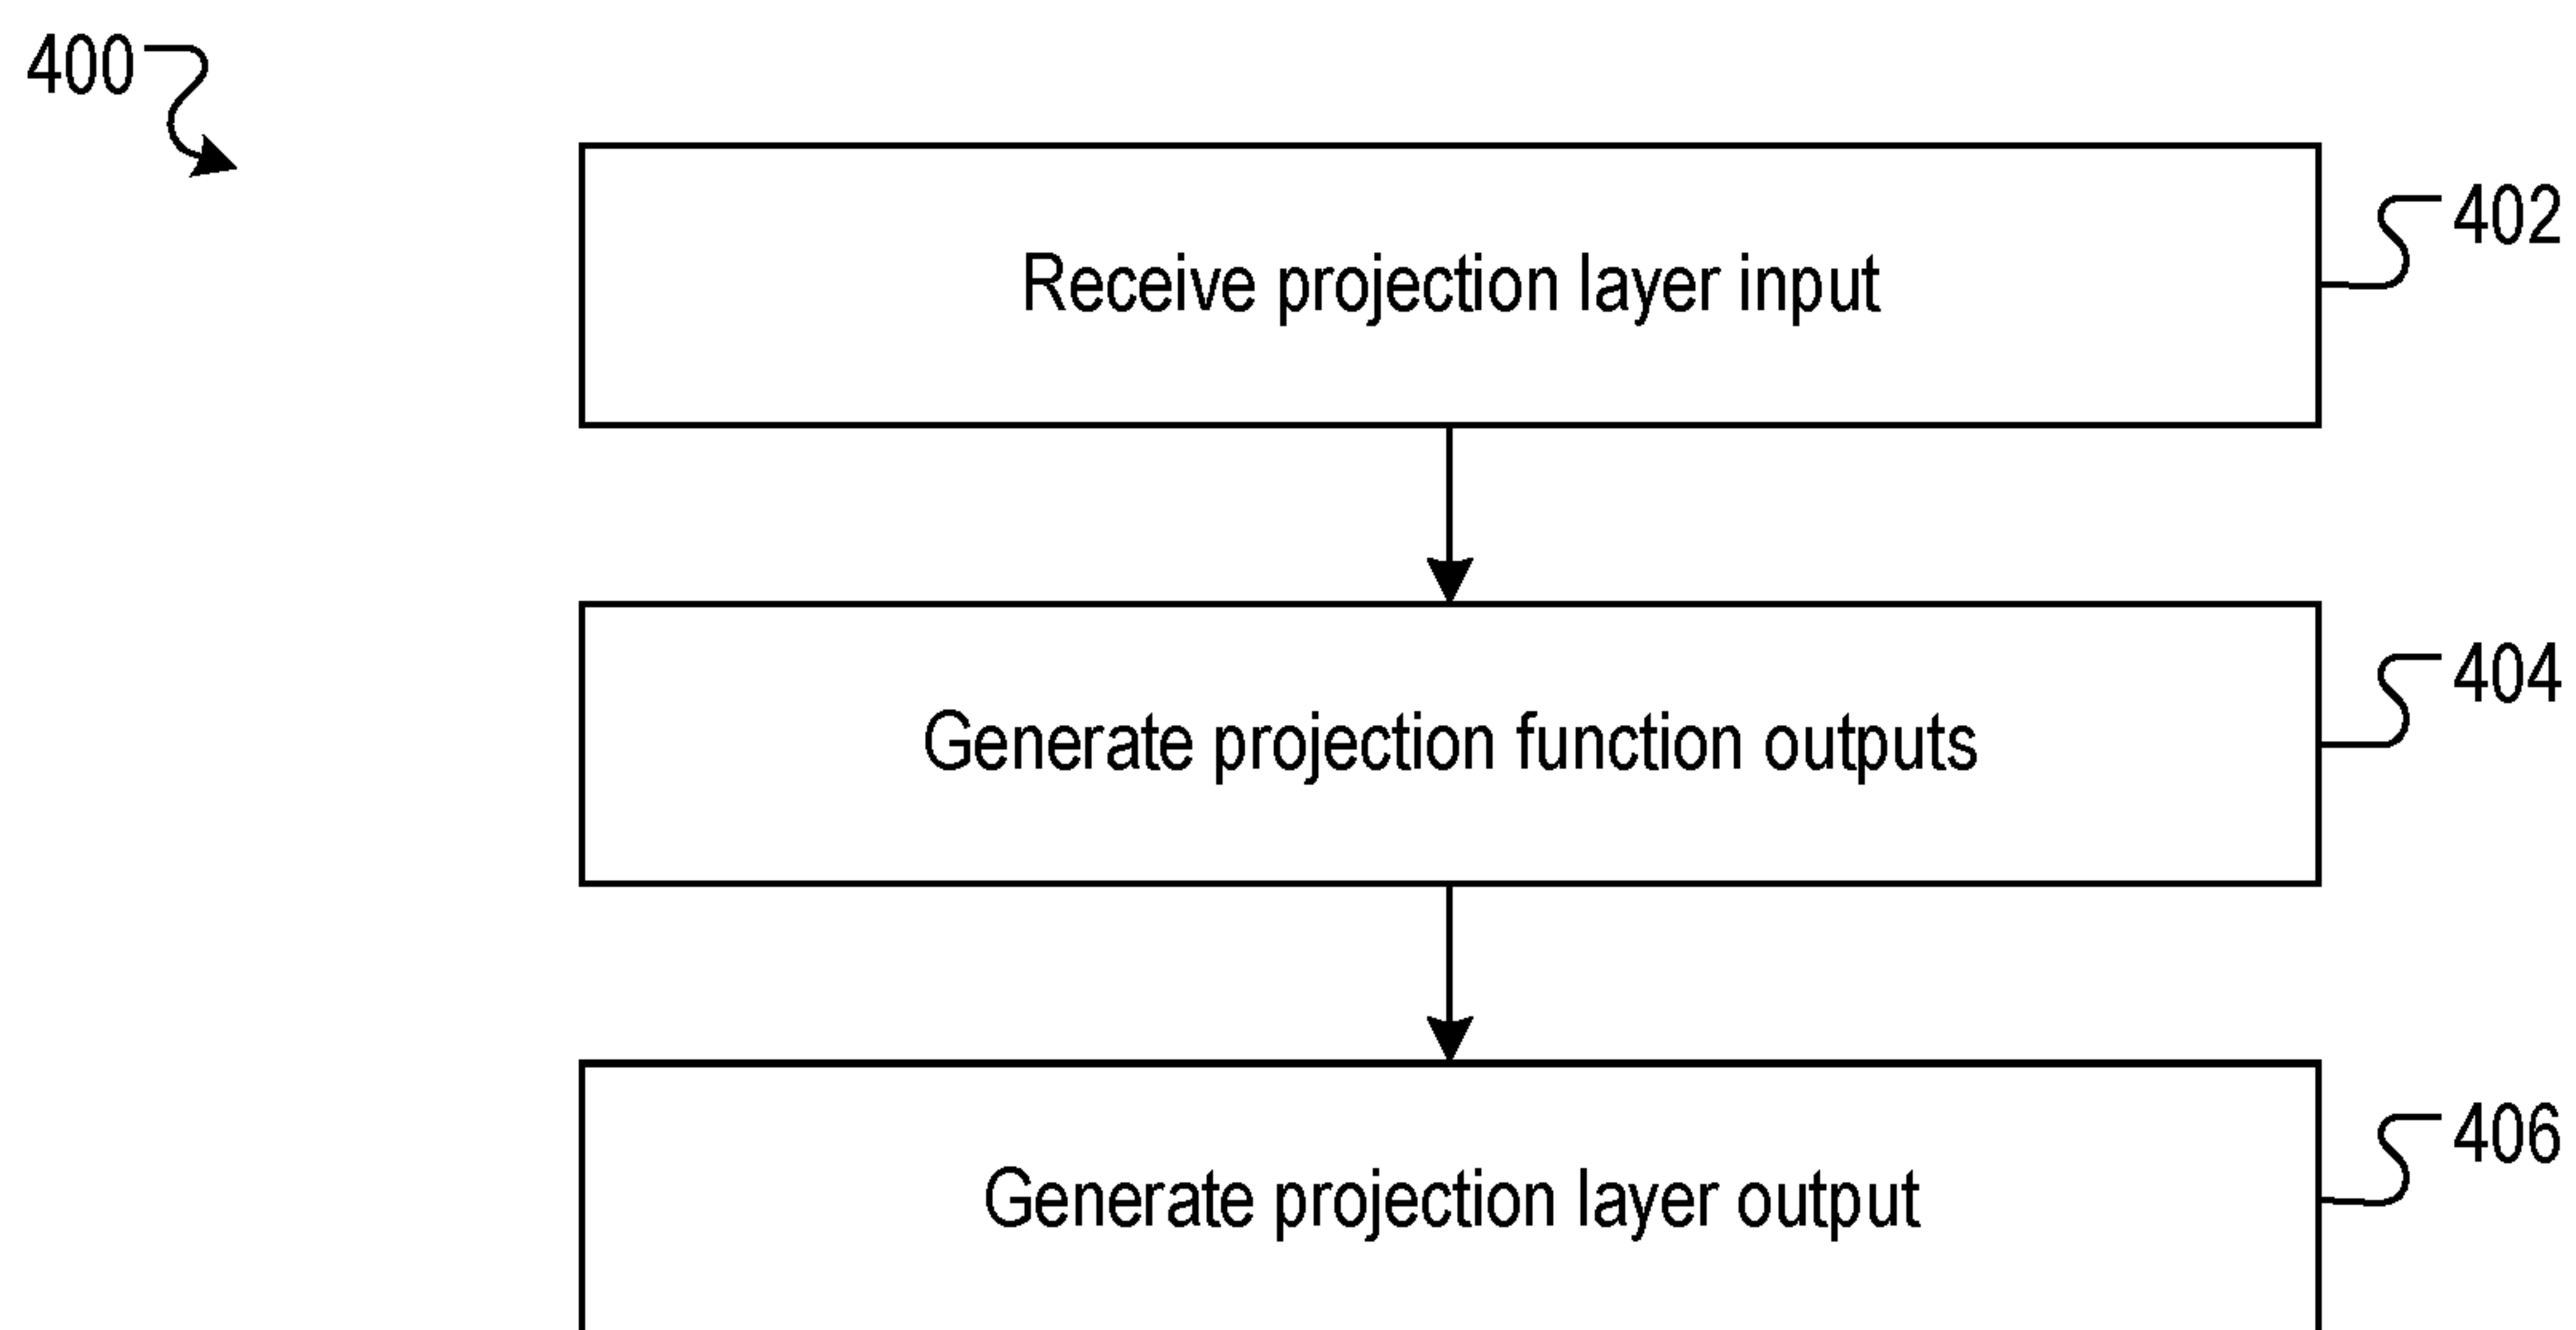 400
Receive projection layer input
402
Generate projection function outputs
404
Generate projection layer output
406